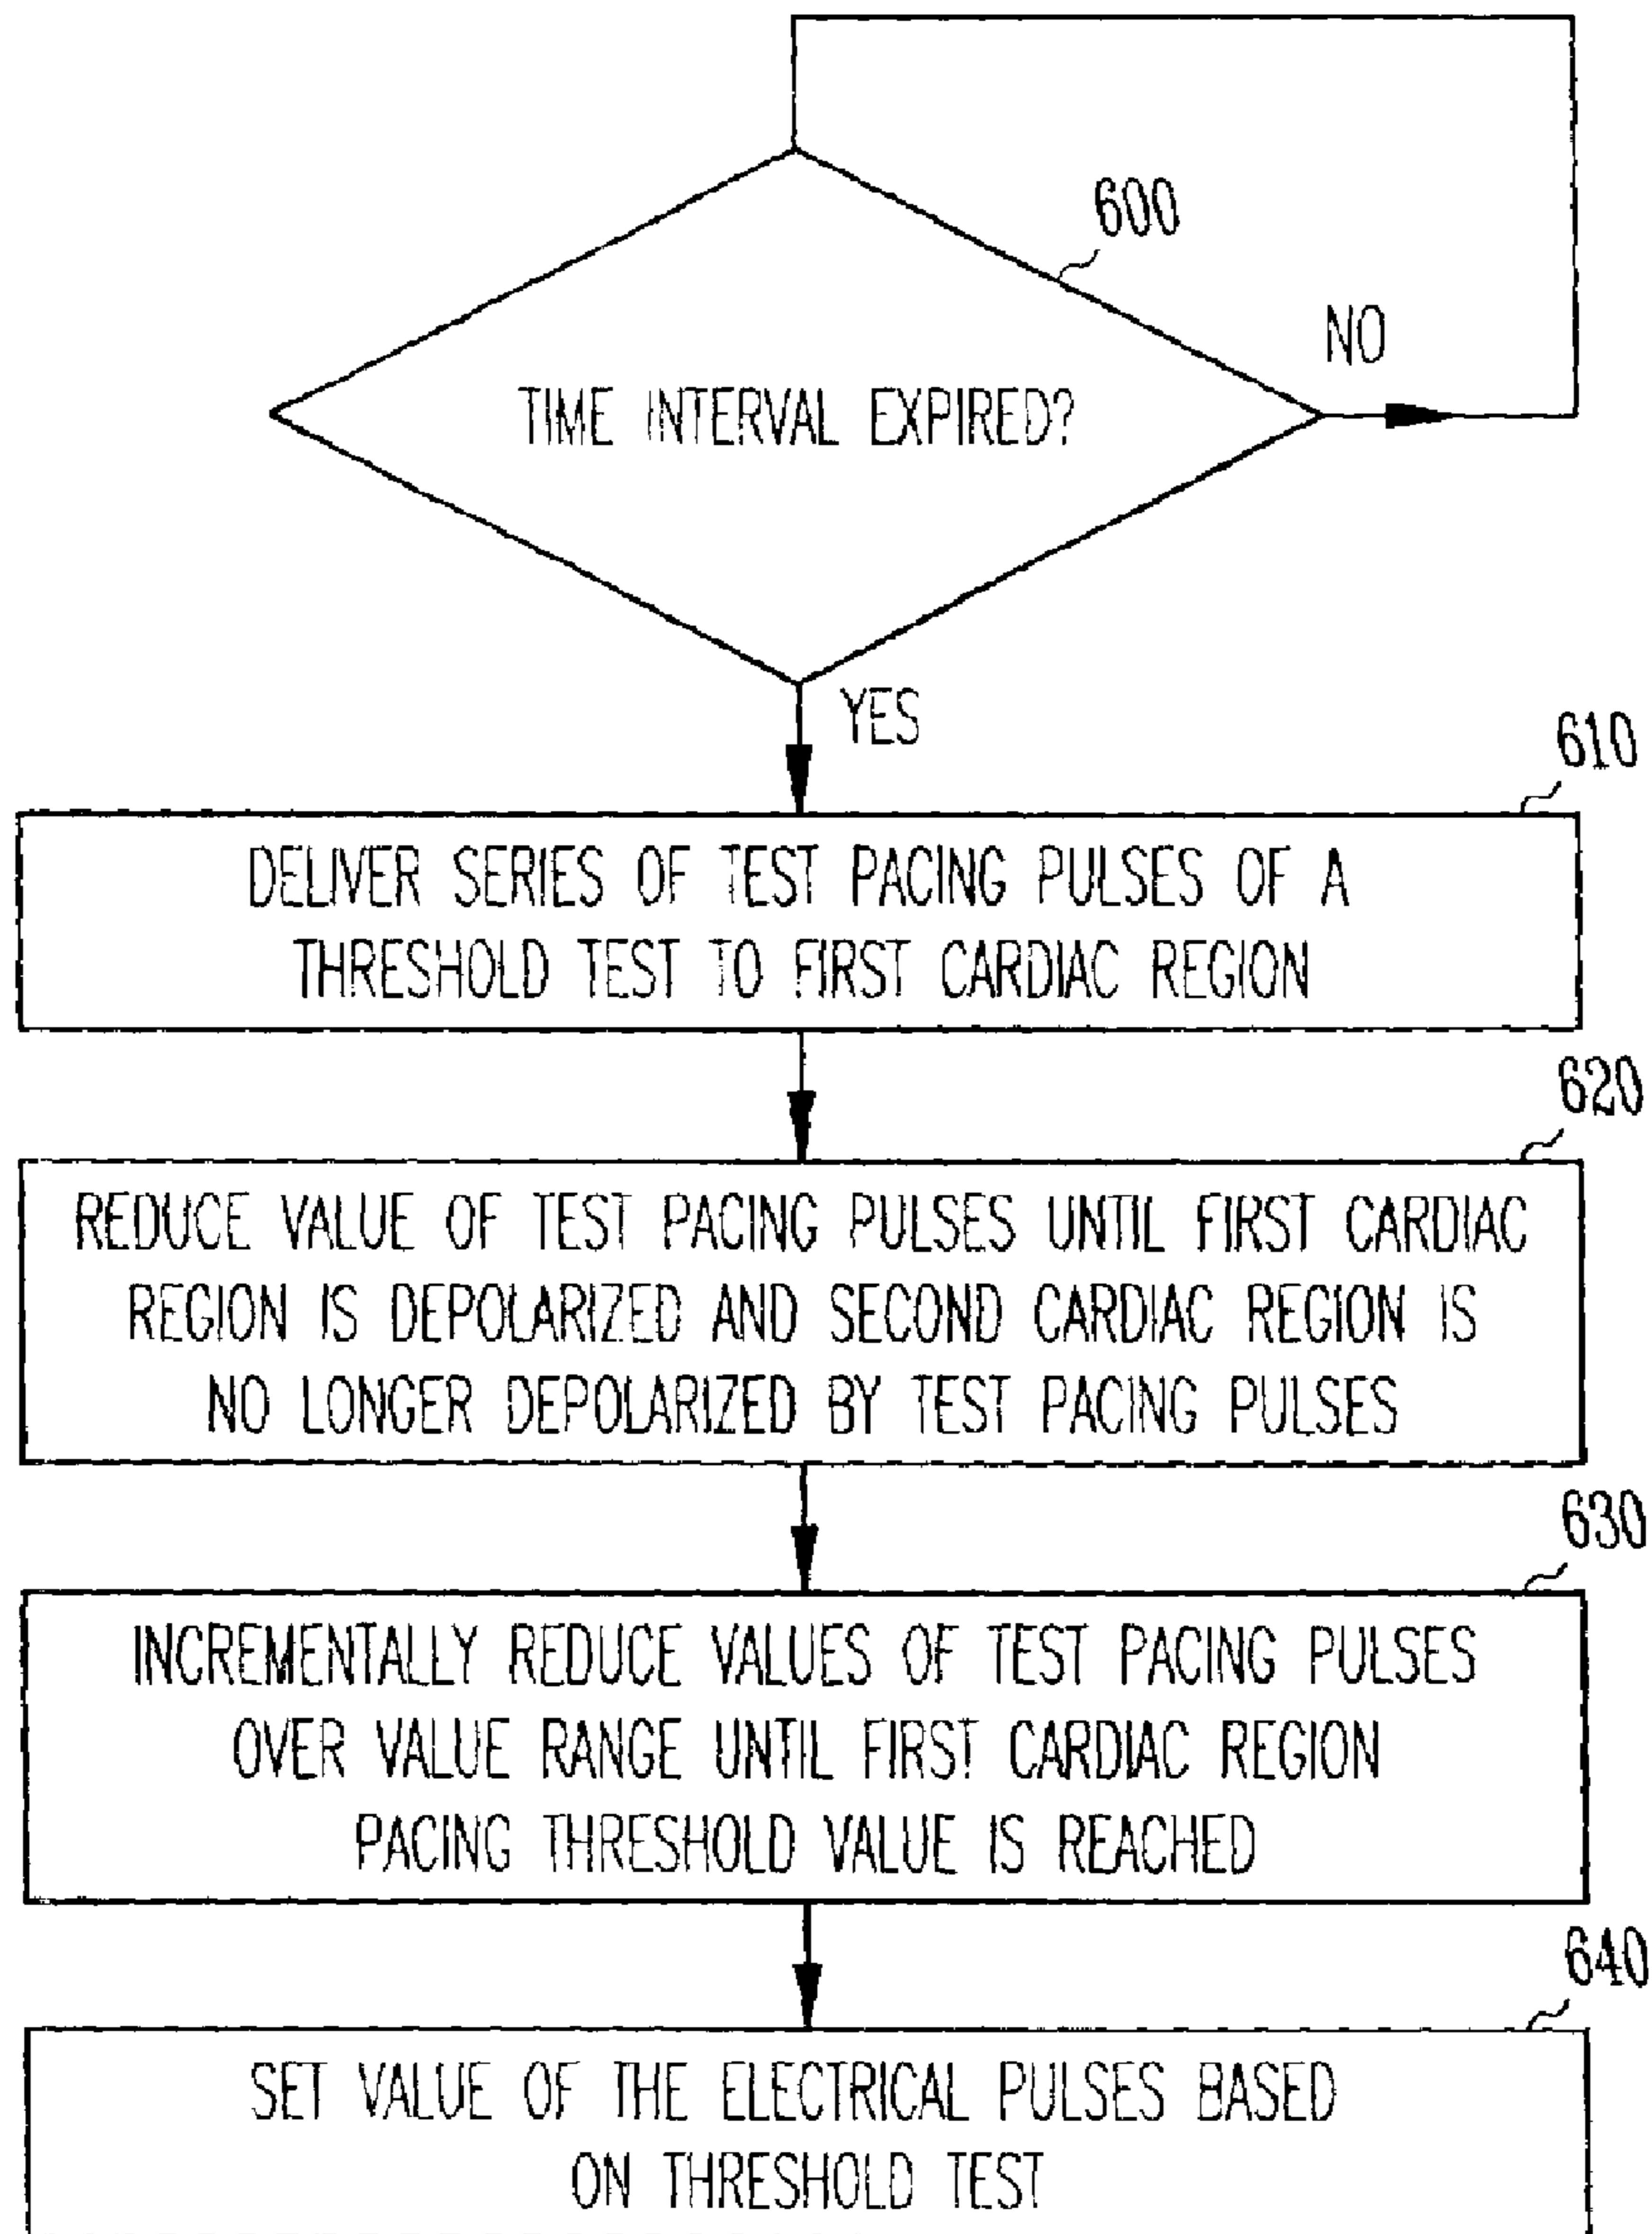 600
NO
TIME INTERVAL EXPIRED?
YES
610
DELIVER SERIES OF TEST PACING PULSES OF A
THRESHOLD TEST TO FIRST CARDIAC REGION
620
REDUCE VALUE OF TEST PACING PULSES UNTIL FIRST CARDIAC
REGION IS DEPOLARIZED AND SECOND CARDIAC REGION IS
NO LONGER DEPOLARIZED BY TEST PACING PULSES
630
INCREMENTALLY REDUCE VALUES OF TEST PACING PULSES
OVER VALUE RANGE UNTIL FIRST CARDIAC REGION
PACING THRESHOLD VALUE IS REACHED
640
SET VALUE OF THE ELECTRICAL PULSES BASED
ON THRESHOLD TEST